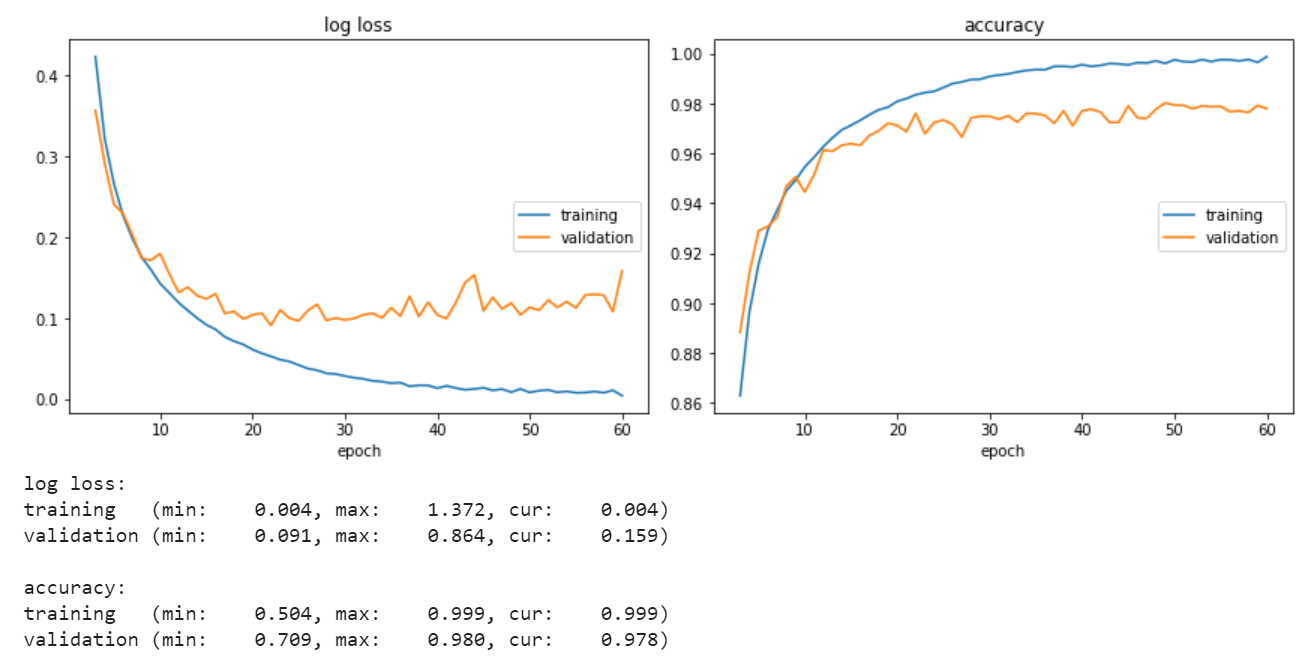 log loss
0.4
0.3
0.2
0.1
0.0
training
validation
10 20 30 40 50 60
epoch
accuracy
1.00
0.98
0.96
0.94
0.92
0.90
0.88
0.86
training
validation
10 20 30 40 50 60
epoch
log loss:
training (min: 0.004, max: 1.372, cur: 0.004)
validation (min: 0.091, max: 0.864, cur: 0.159)
accuracy:
training (min: 0.504, max: 0.999, cur: 0.999)
validation (min: 0.709, max: 0.980, cur: 0.978)